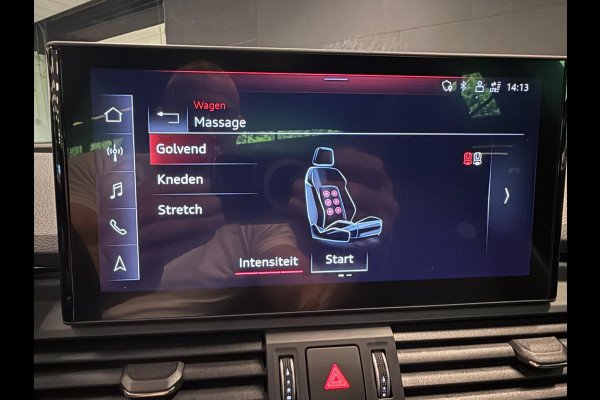 14:13
Wagen
Massage
Golvend
Kneden
Stretch
Intensiteit
Start